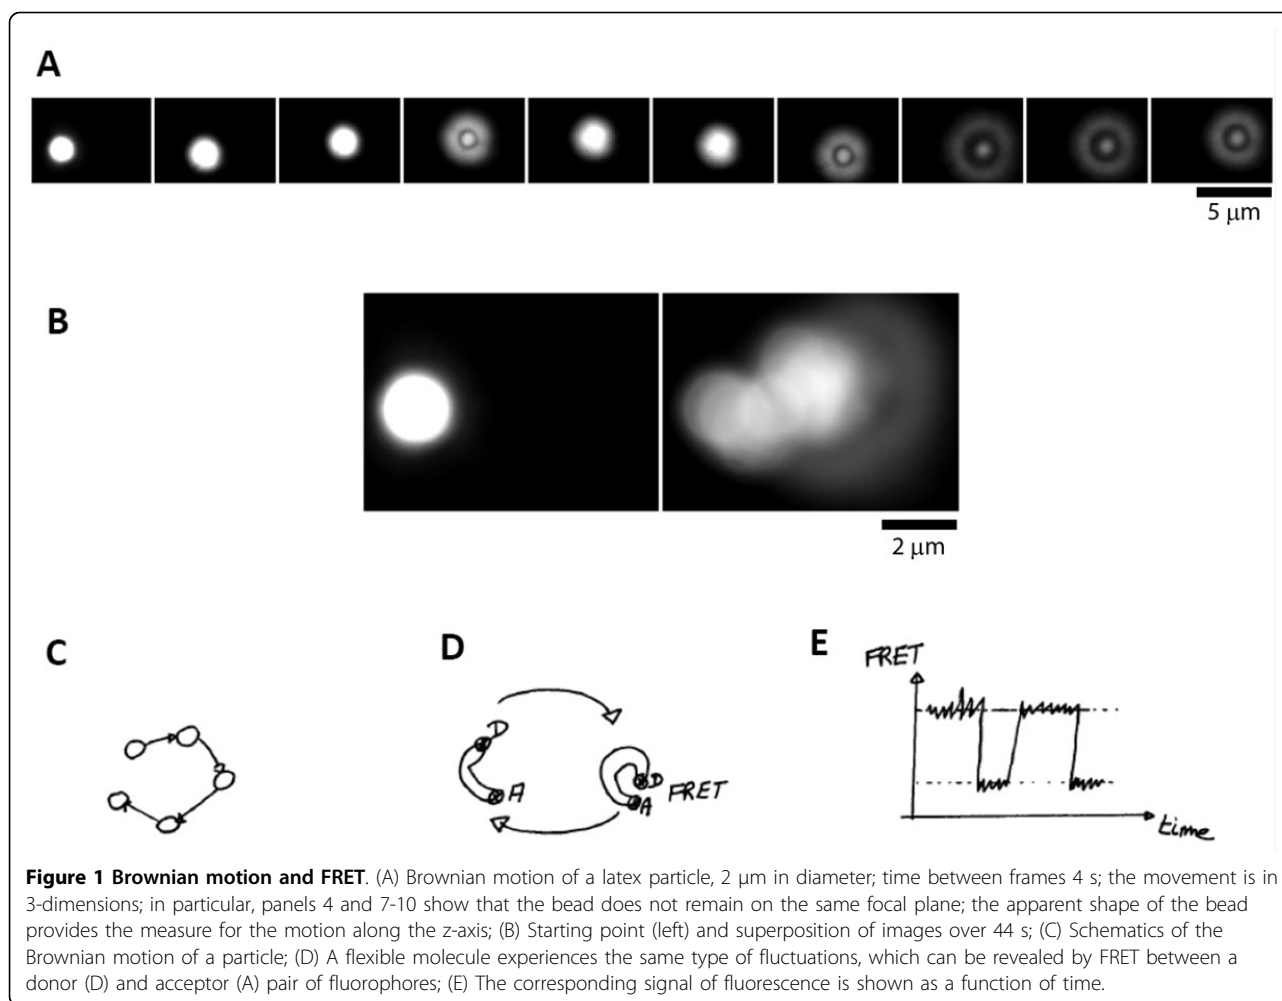 A
5 μm
B
2 μm
C
D
E
D
A
D
A
FRET
FRET
time
Figure 1 Brownian motion and FRET. (A) Brownian motion of a latex particle, 2 μm in diameter; time between frames 4 s; the movement is in
3-dimensions; in particular, panels 4 and 7-10 show that the bead does not remain on the same focal plane; the apparent shape of the bead
provides the measure for the motion along the z-axis; (B) Starting point (left) and superposition of images over 44 s; (C) Schematics of the
Brownian motion of a particle; (D) A flexible molecule experiences the same type of fluctuations, which can be revealed by FRET between a
donor (D) and acceptor (A) pair of fluorophores; (E) The corresponding signal of fluorescence is shown as a function of time.